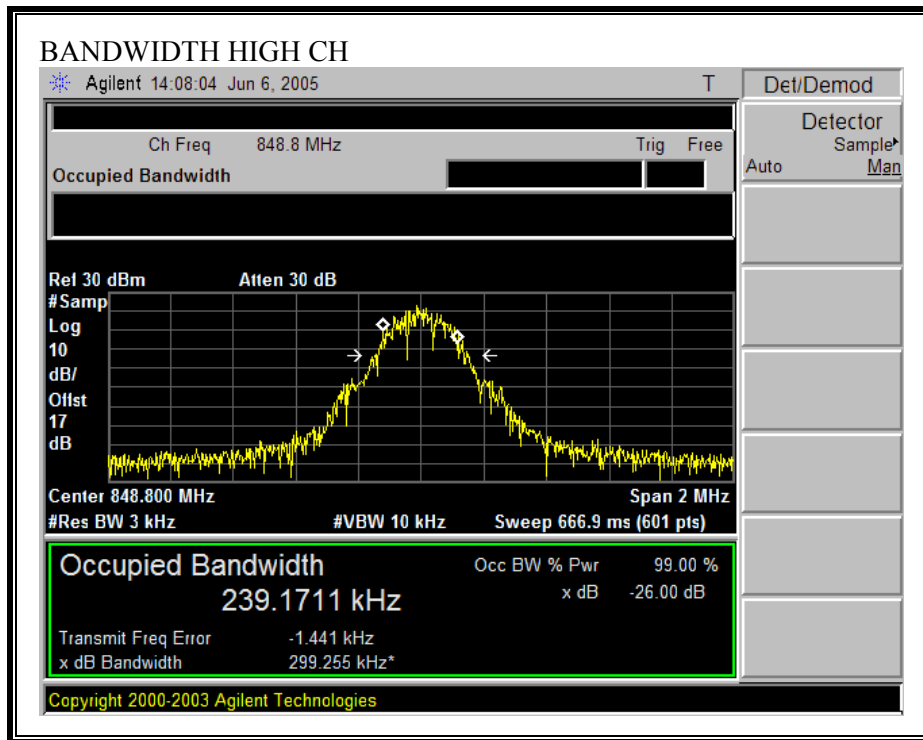 BANDWIDTH HIGH CH
Agilent 14:08:04 Jun 6, 2005 T
Det/Demod
Detector
Sample
Auto Man
Ch Freq 848.8 MHz Trig Free
Occupied Bandwidth
Ref 30 dBm Atten 30 dB
#Samp
Log
10
dB/
Offst
17
dB
Center 848.800 MHz Span 2 MHz
#Res BW 3 kHz #VBW 10 kHz Sweep 666.9 ms (601 pts)
Occupied Bandwidth Occ BW % Pwr 99.00 %
239.1711 kHz x dB -26.00 dB
Transmit Freq Error -1.441 kHz
x dB Bandwidth 299.255 kHz*
Copyright 2000-2003 Agilent Technologies